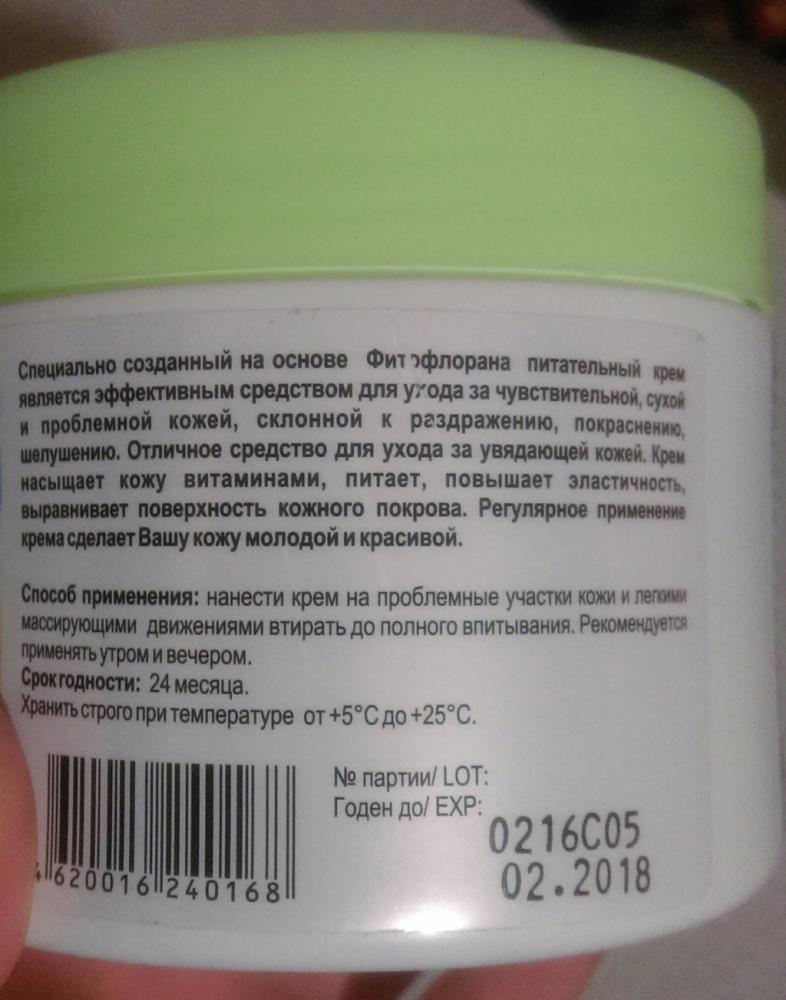 Специально созданный на основе Фитофлорана питательный крем
является эффективным средством для ухода за чувствительной, сухой
и проблемной кожей, склонной к раздражению, покраснению,
шелушению. Отличное средство для ухода за увядающей кожей. Крем
насыщает кожу витаминами, питает, повышает эластичность,
выравнивает поверхность кожного покрова. Регулярное применение
крема сделает Вашу кожу молодой и красивой.
Способ применения: нанести крем на проблемные участки кожи и легкими
массирующими движениями втирать до полного впитывания. Рекомендуется
применять утром и вечером.
Срок годности: 24 месяца.
Хранить строго при температуре от +5°C до +25°C.
№ партии/ LOT:
Годен до/ EXP:
0216C05
02.2018
4 620016 240168